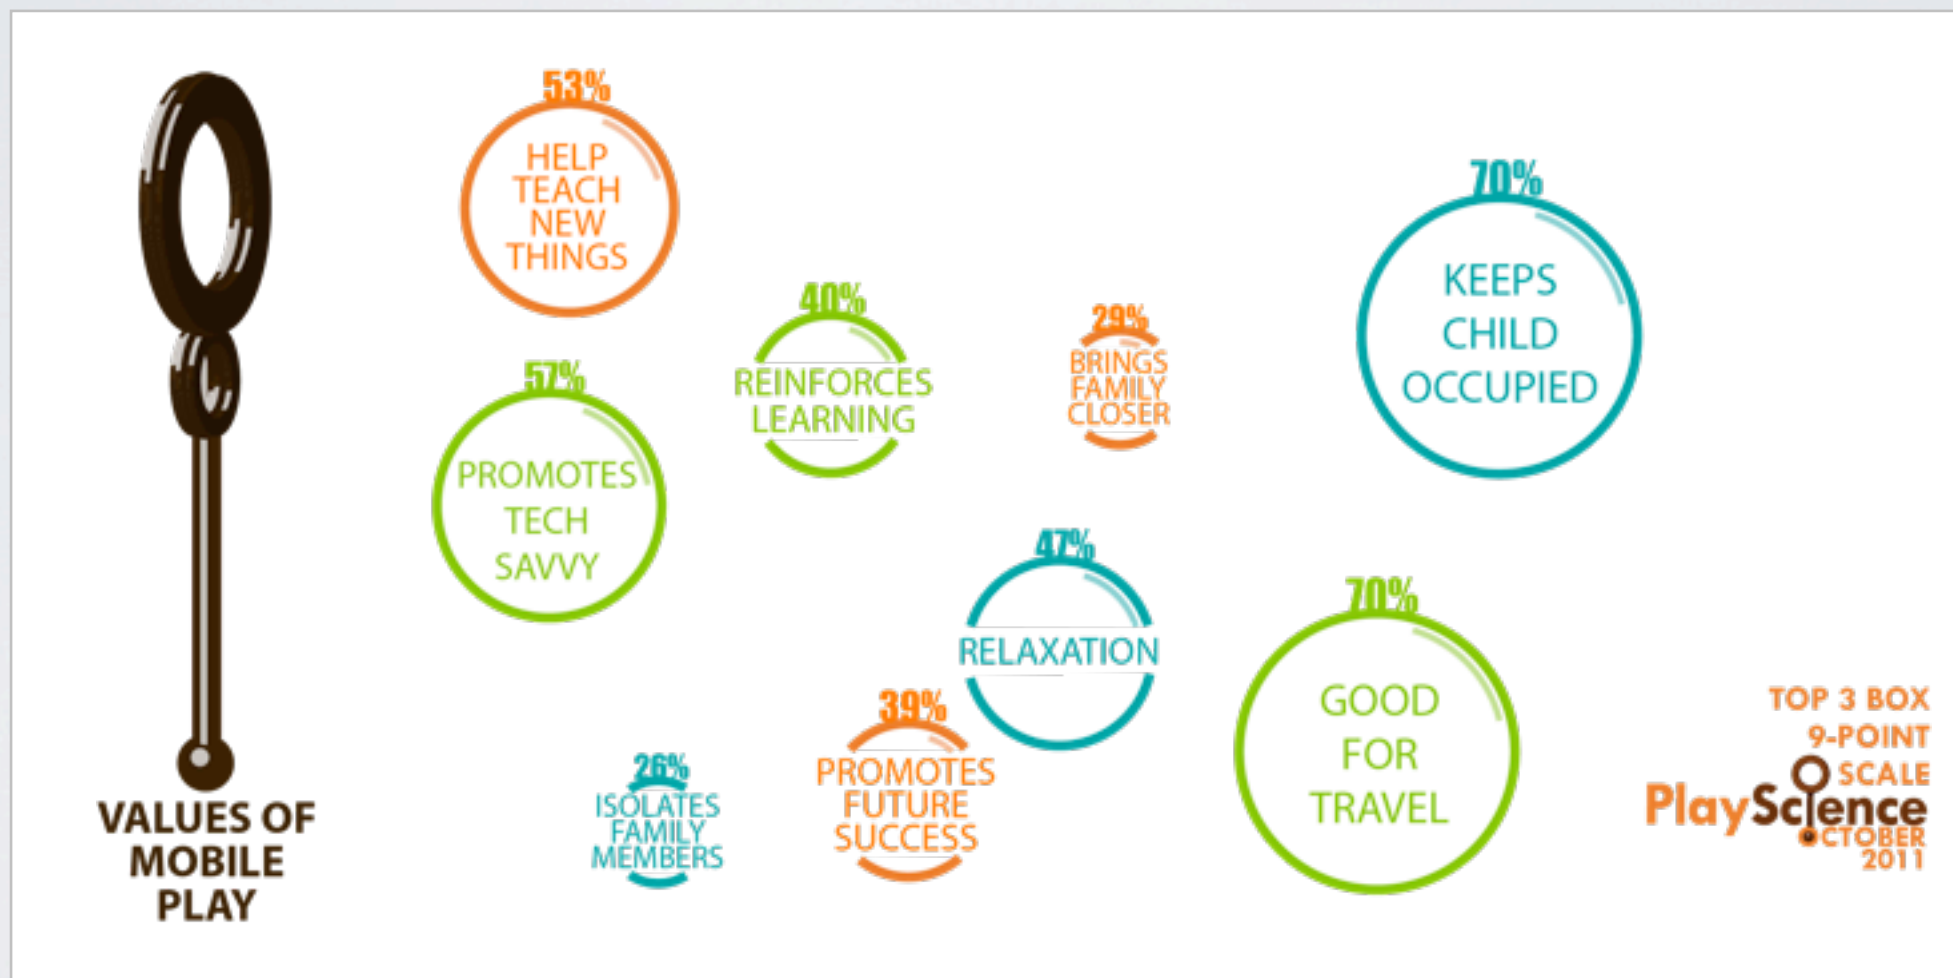 53%
HELP
TEACH
NEW
THINGS
70%
KEEPS
CHILD
OCCUPIED
40%
REINFORCES
LEARNING
29%
BRINGS
FAMILY
CLOSER
57%
PROMOTES
TECH
SAVVY
47%
RELAXATION
70%
GOOD
FOR
TRAVEL
39%
PROMOTES
FUTURE
SUCCESS
26%
ISOLATES
FAMILY
MEMBERS
VALUES OF
MOBILE
PLAY
TOP 3 BOX
9-POINT
SCALE
PlayScience
OCTOBER
2011